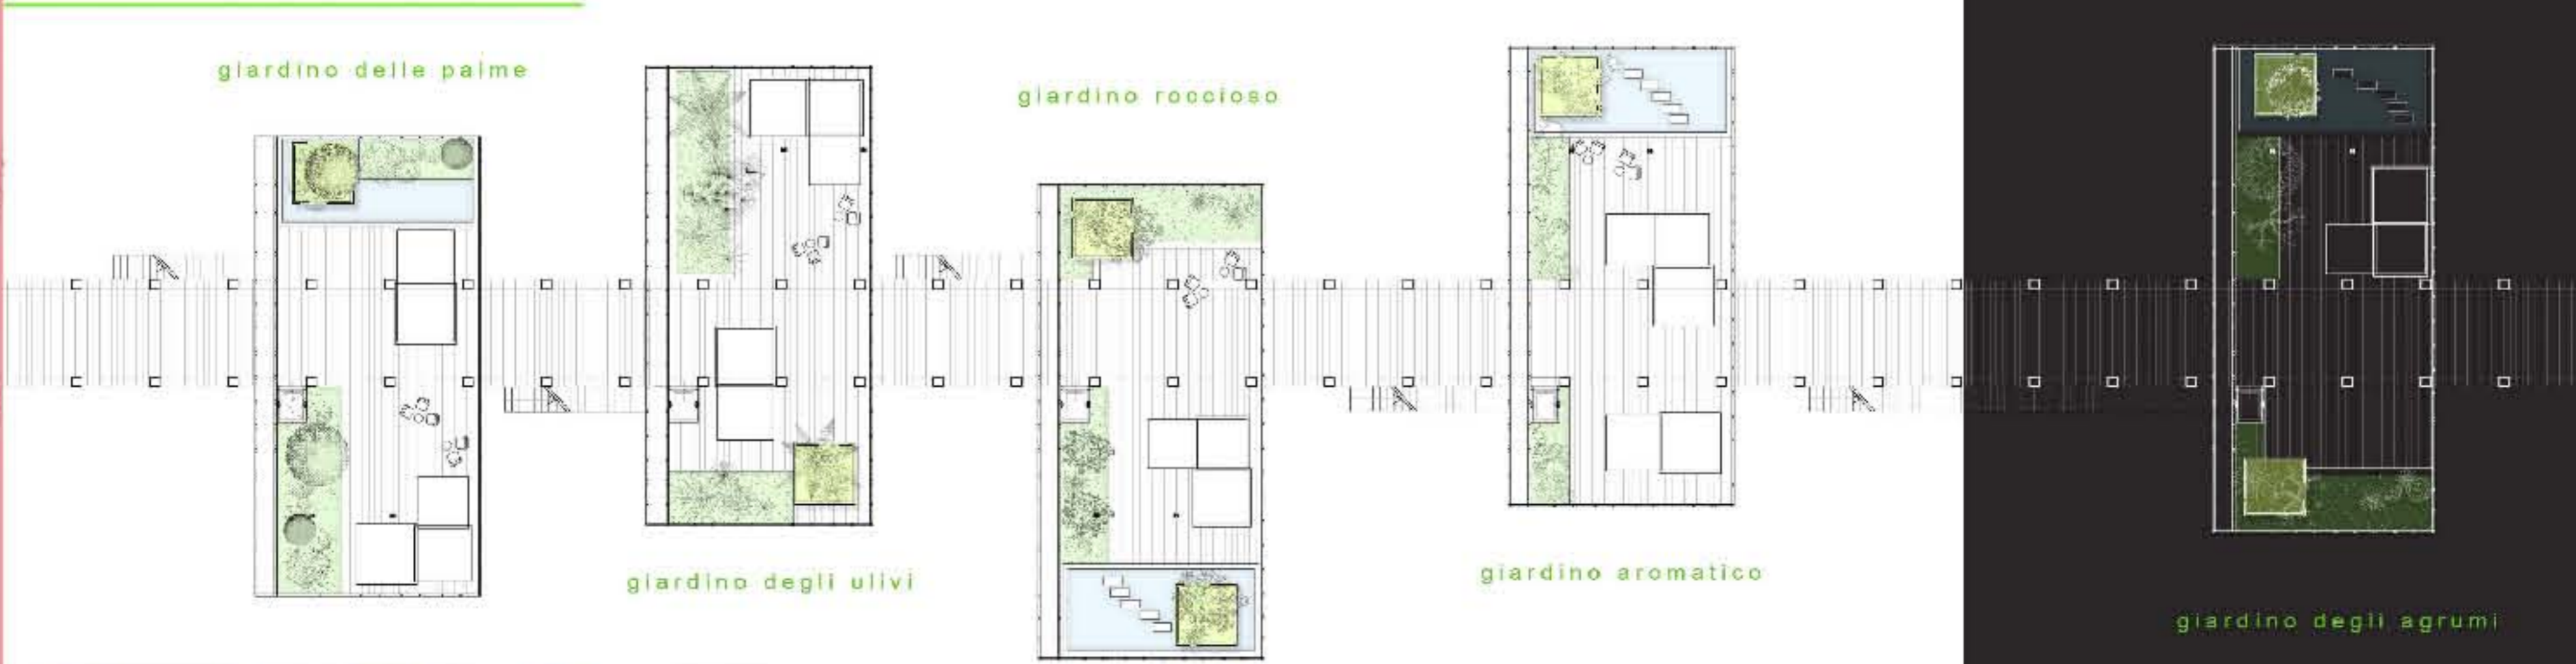 giardino delle palme
giardino degli ulivi
giardino roccioso
giardino aromatico
giardino degli agrumi